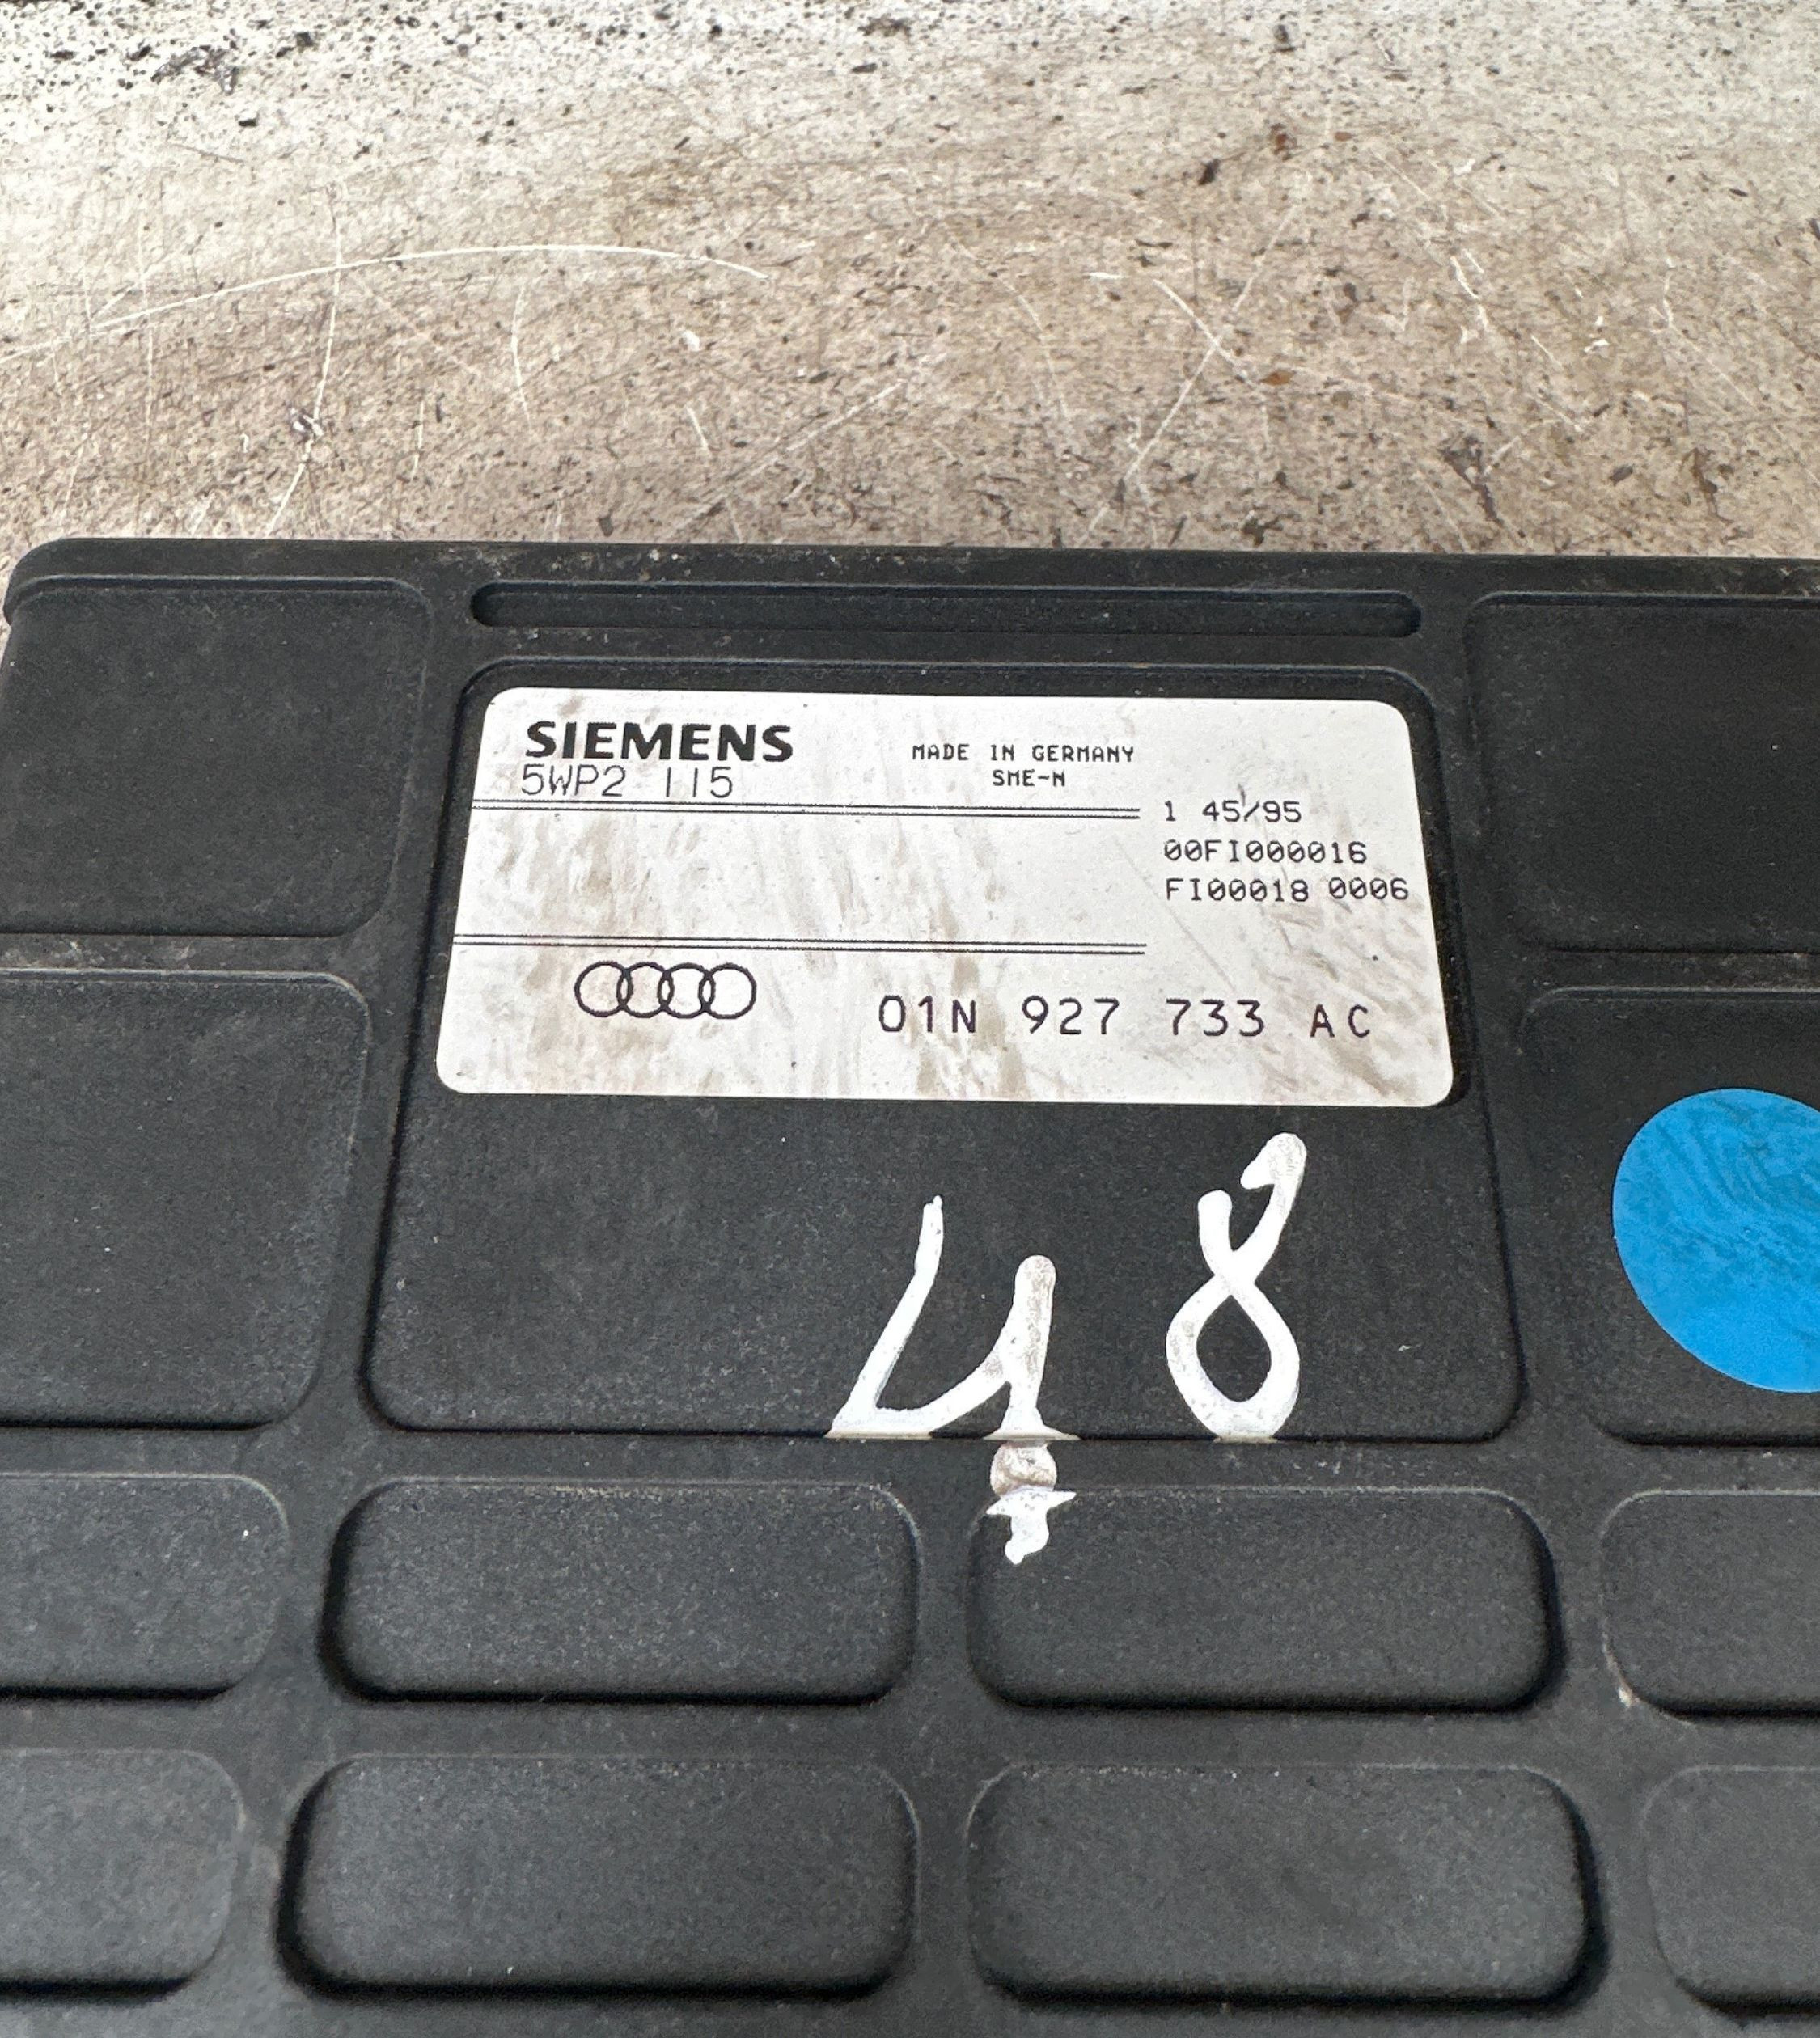 SIEMENS
5WP2 115
MADE IN GERMANY
SME-N
1 45/95
00FI000016
FI00018 0006
01N 927 733 AC
48